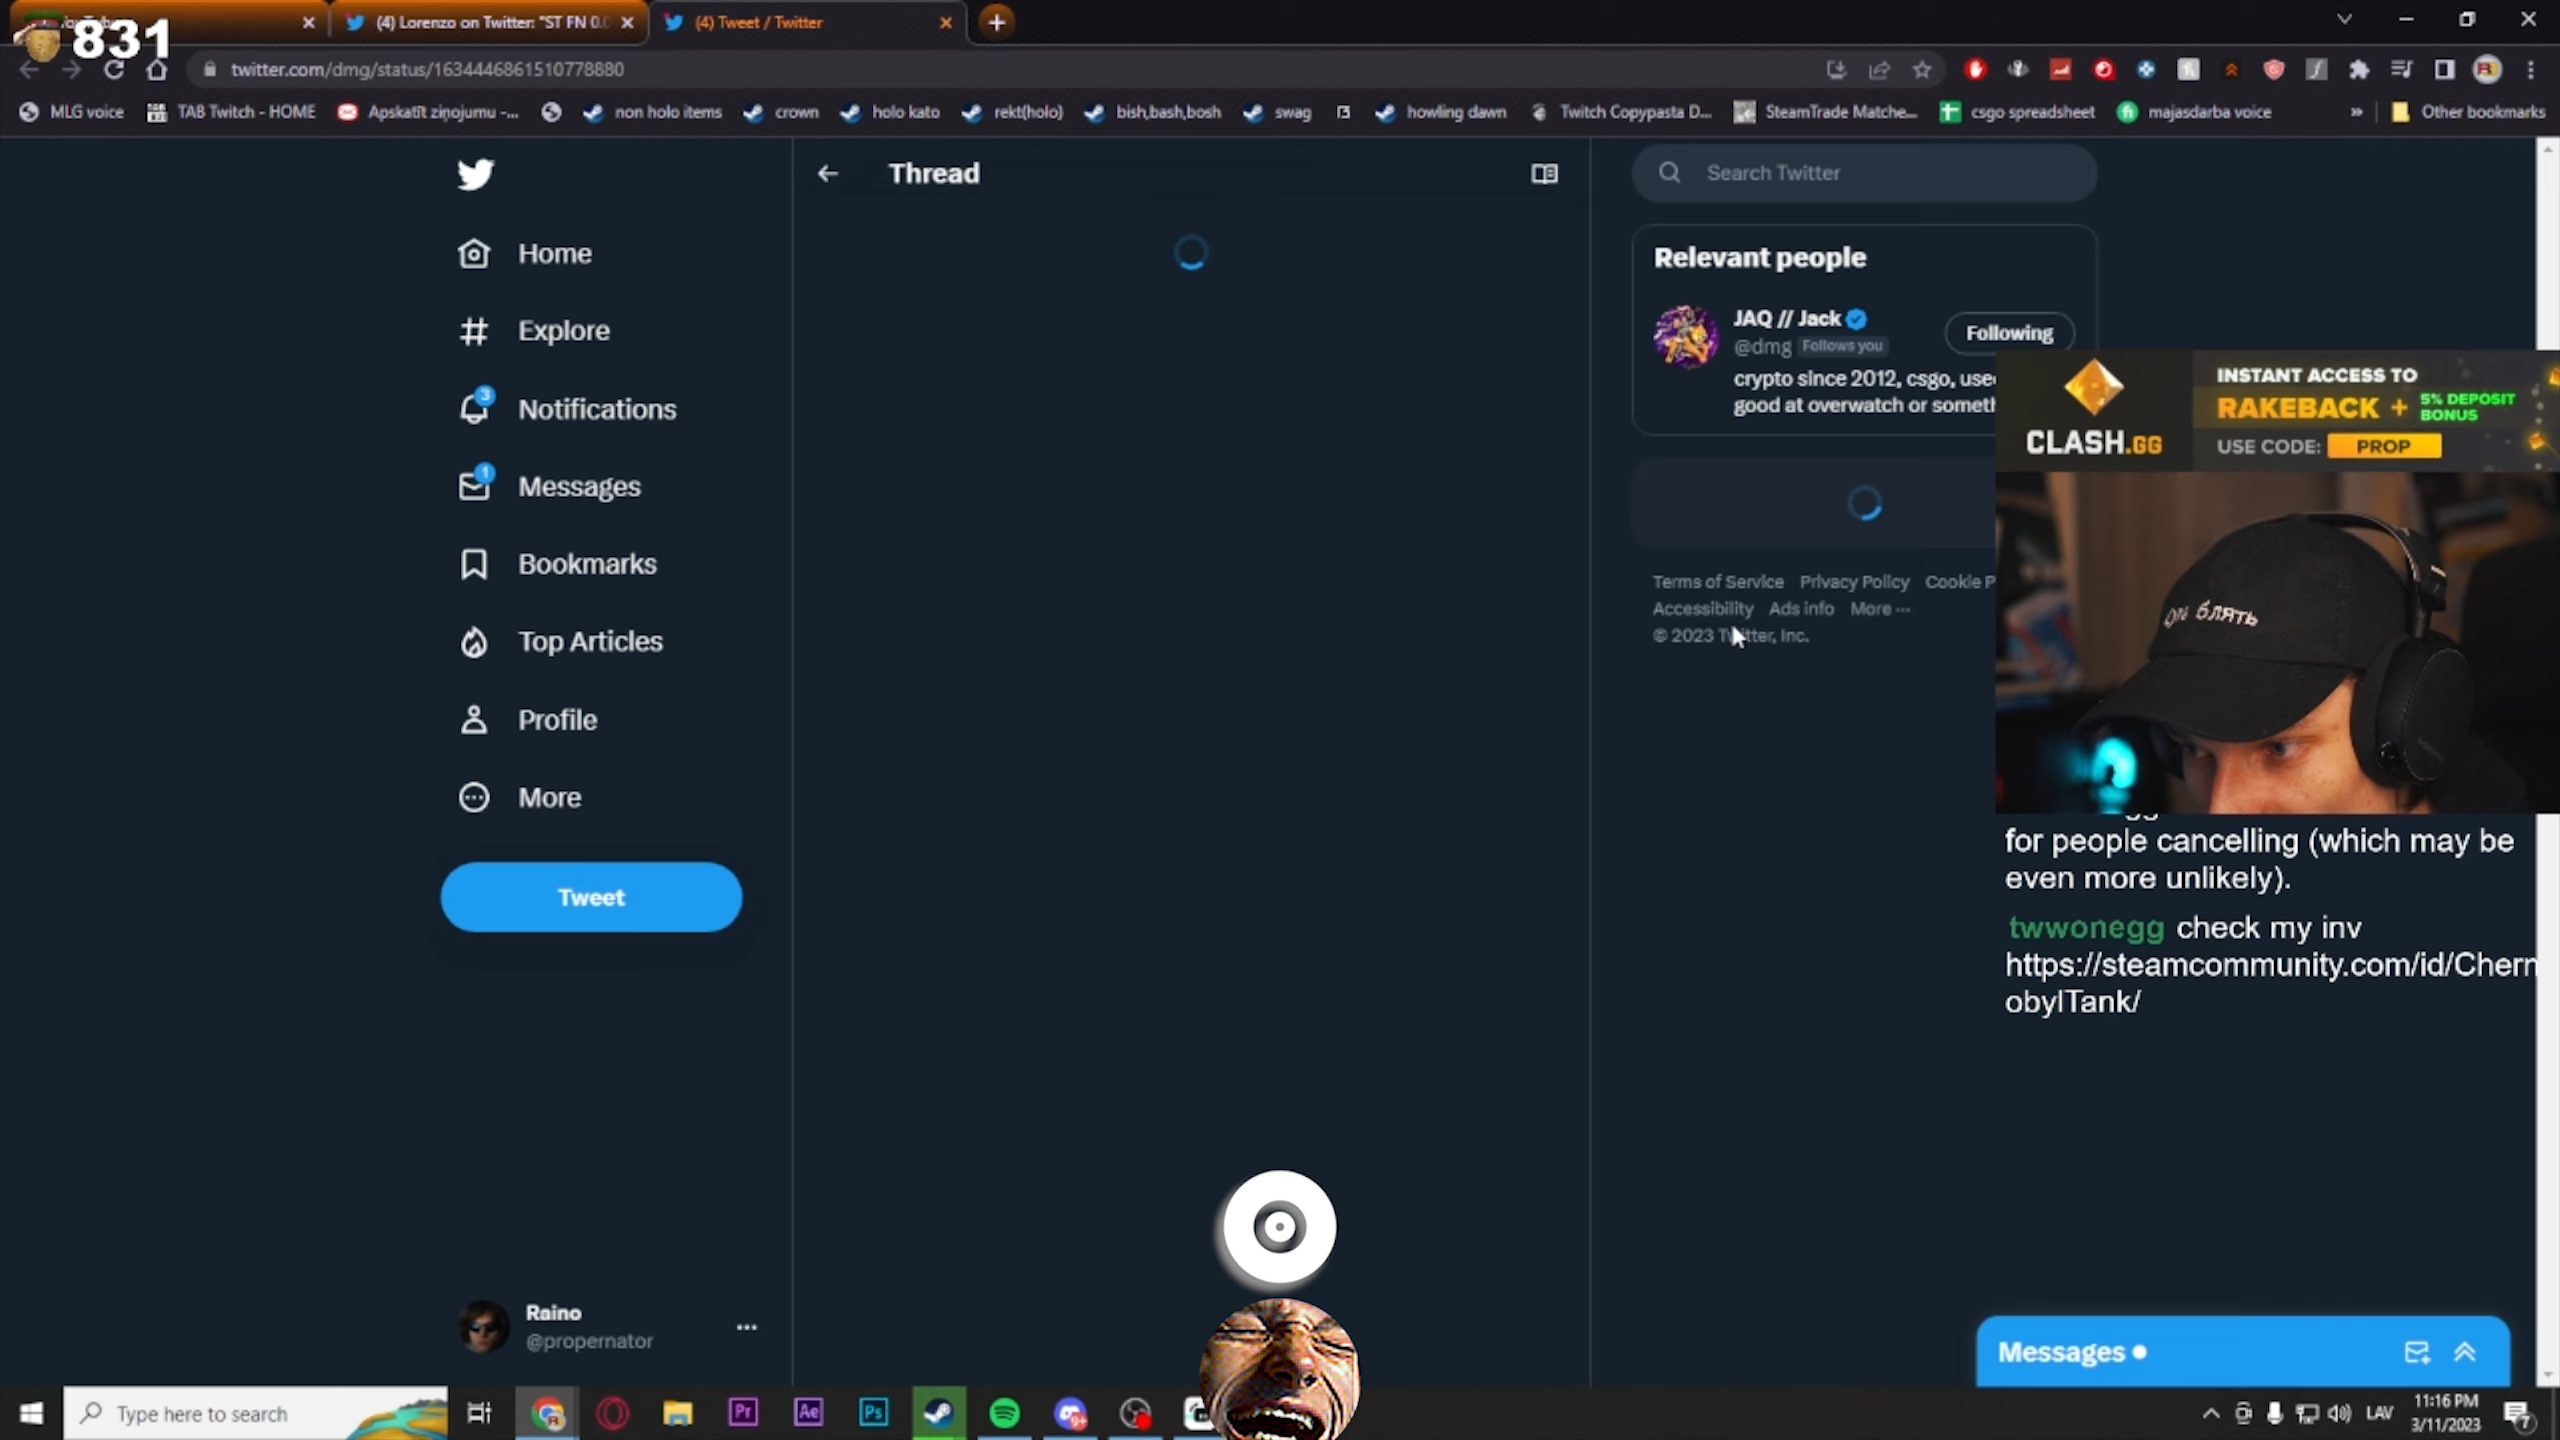 831
(4) Lorenzo on Twitter: "ST FN 0.0
(4) Tweet / Twitter
twitter.com/dmg/status/1634446861510778880
MLG voice
TAB Twitch - HOME
Apskatīt ziņojumu -...
non holo items
crown
holo kato
rekt(holo)
bish,bash,bosh
swag
howling dawn
Twitch Copypasta D...
SteamTrade Matche...
csgo spreadsheet
majasdarba voice
Other bookmarks
Home
Explore
3
Notifications
1
Messages
Bookmarks
Top Articles
Profile
More
Tweet
Raino
@propernator
Thread
Search Twitter
Relevant people
JAQ // Jack
@dmg Follows you
Following
crypto since 2012, csgo, use
good at overwatch or someth
Terms of Service Privacy Policy Cookie P
Accessibility Ads info More ...
© 2023 Twitter, Inc.
CLASH.GG
INSTANT ACCESS TO
RAKEBACK + 5% DEPOSIT BONUS
USE CODE: PROP
блять
for people cancelling (which may be
even more unlikely).
twwonegg check my inv
https://steamcommunity.com/id/Chern
obylTank/
Messages
Type here to search
Pr
Ae
Ps
9+
LAV
11:16 PM
3/11/2023
7